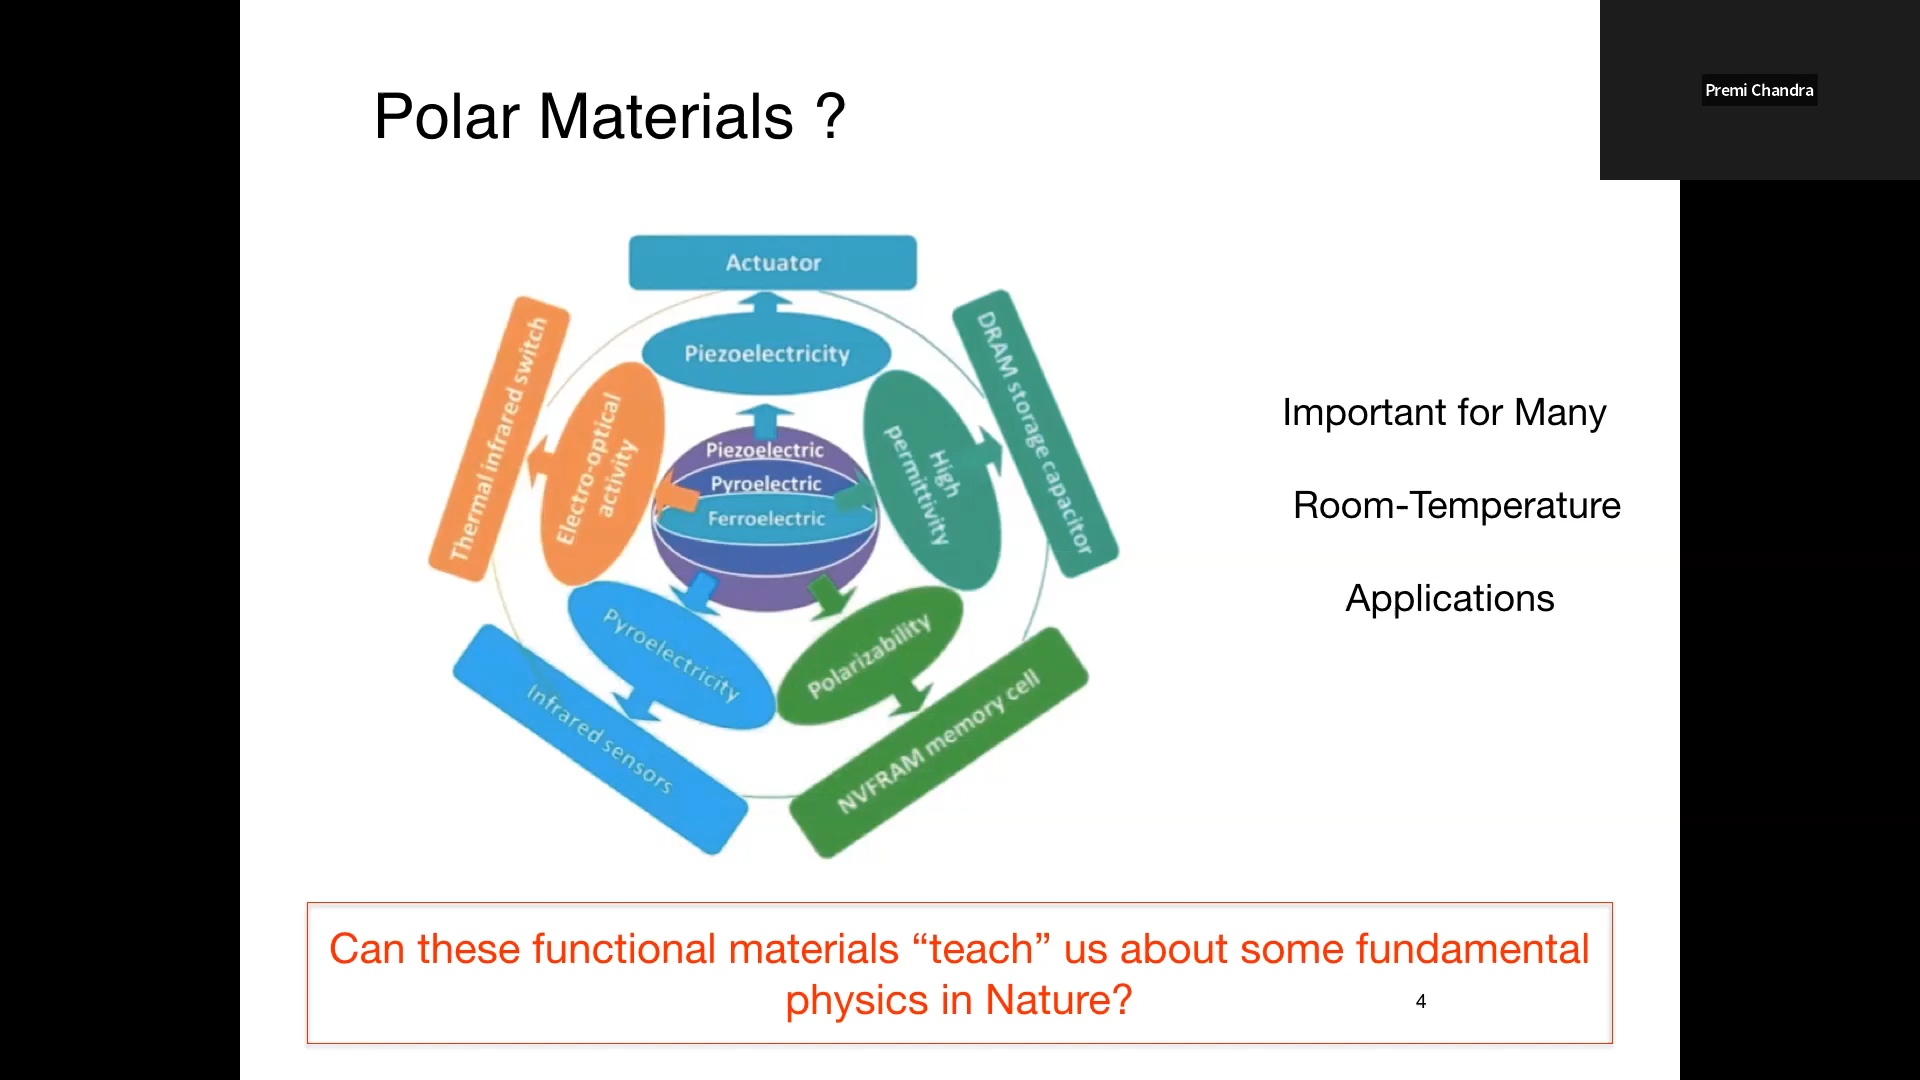 Premi Chandra
Polar Materials ?
Actuator
Piezoelectricity
Thermal infrared switch
Electro-optical
activity
DRAM storage capacitor
High
permittivity
Piezoelectric
Pyroelectric
Ferroelectric
Pyroelectricity
Polarizability
Infrared sensors
NVFRAM memory cell
Important for Many
Room-Temperature
Applications
Can these functional materials “teach” us about some fundamental
physics in Nature?
4